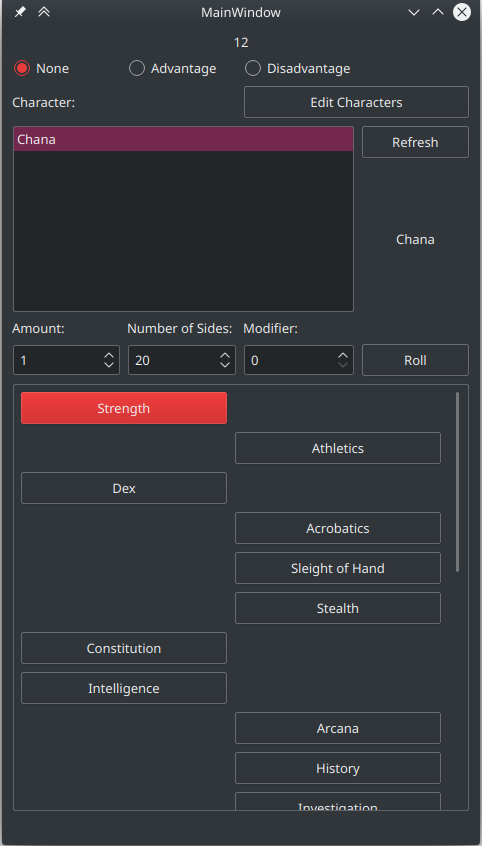 MainWindow
12
None Advantage Disadvantage
Character: Edit Characters
Chana Refresh
Chana
Amount: Number of Sides: Modifier:
1 20 0 Roll
Strength
Athletics
Dex
Acrobatics
Sleight of Hand
Stealth
Constitution
Intelligence
Arcana
History
Investigation